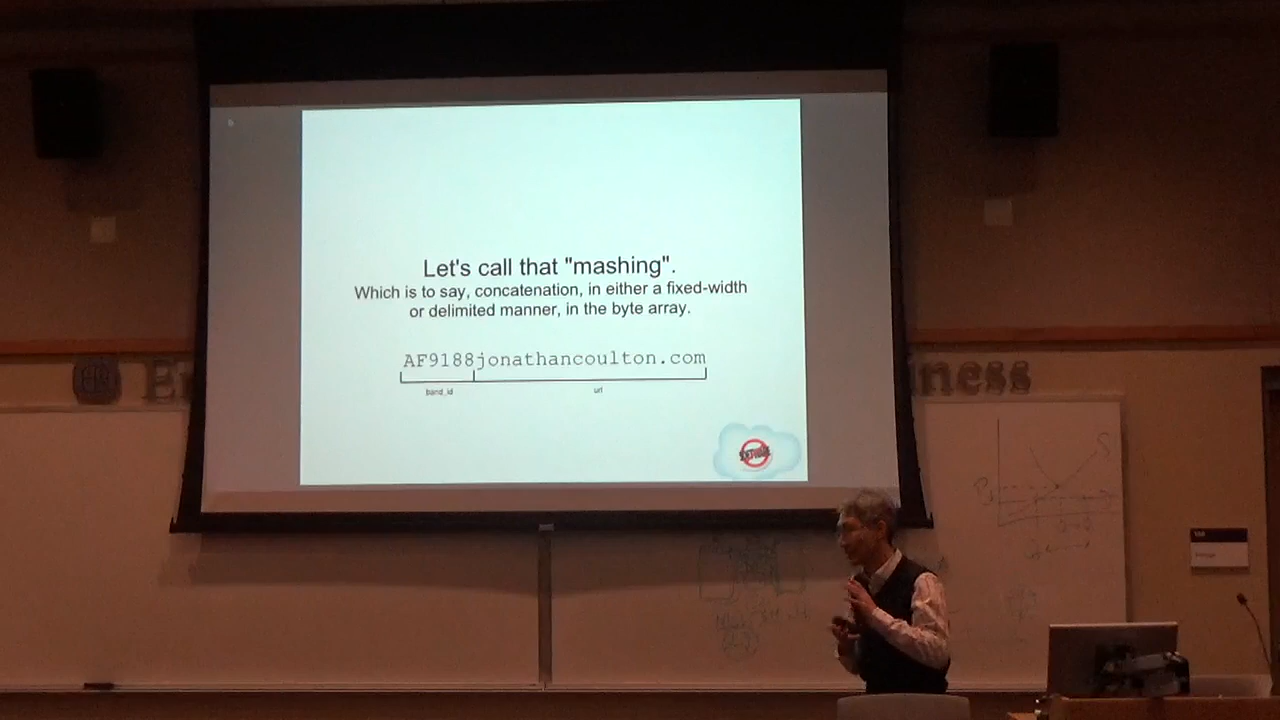 Let's call that "mashing".
Which is to say, concatenation, in either a fixed-width
or delimited manner, in the byte array.
AF9188jonathancoulton.com
band_id url
ness